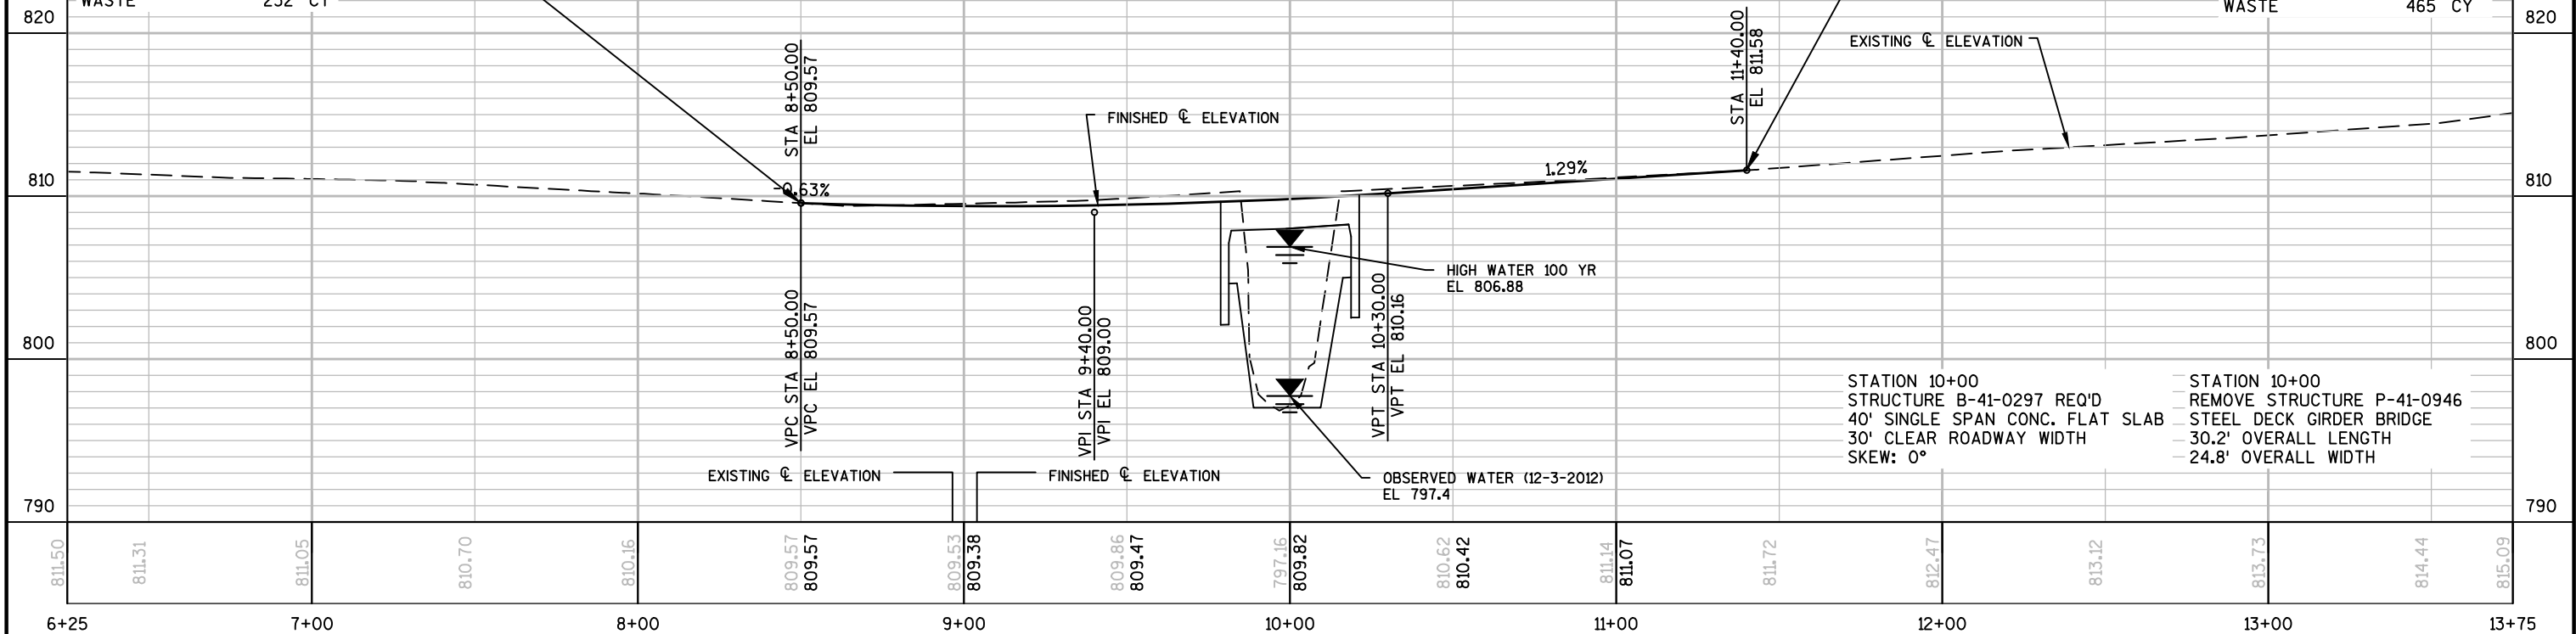 WASTE 252 CY
WASTE 465 CY
820
820
STA 8+50.00
EL 809.57
STA 11+40.00
EL 811.58
EXISTING ℄ ELEVATION
FINISHED ℄ ELEVATION
810
-0.63%
1.29%
810
HIGH WATER 100 YR
EL 806.88
VPC STA 8+50.00
VPC EL 809.57
VPI STA 9+40.00
VPI EL 809.00
VPT STA 10+30.00
VPT EL 810.16
800
800
STATION 10+00
STRUCTURE B-41-0297 REQ'D
40' SINGLE SPAN CONC. FLAT SLAB
30' CLEAR ROADWAY WIDTH
SKEW: 0°
STATION 10+00
REMOVE STRUCTURE P-41-0946
STEEL DECK GIRDER BRIDGE
30.2' OVERALL LENGTH
24.8' OVERALL WIDTH
EXISTING ℄ ELEVATION
FINISHED ℄ ELEVATION
OBSERVED WATER (12-3-2012)
EL 797.4
790
790
811.50
811.31
811.05
810.70
810.16
809.57
809.57
809.53
809.38
809.86
809.47
797.16
809.82
810.62
810.42
811.14
811.07
811.72
812.47
813.12
813.73
814.44
815.09
6+25
7+00
8+00
9+00
10+00
11+00
12+00
13+00
13+75